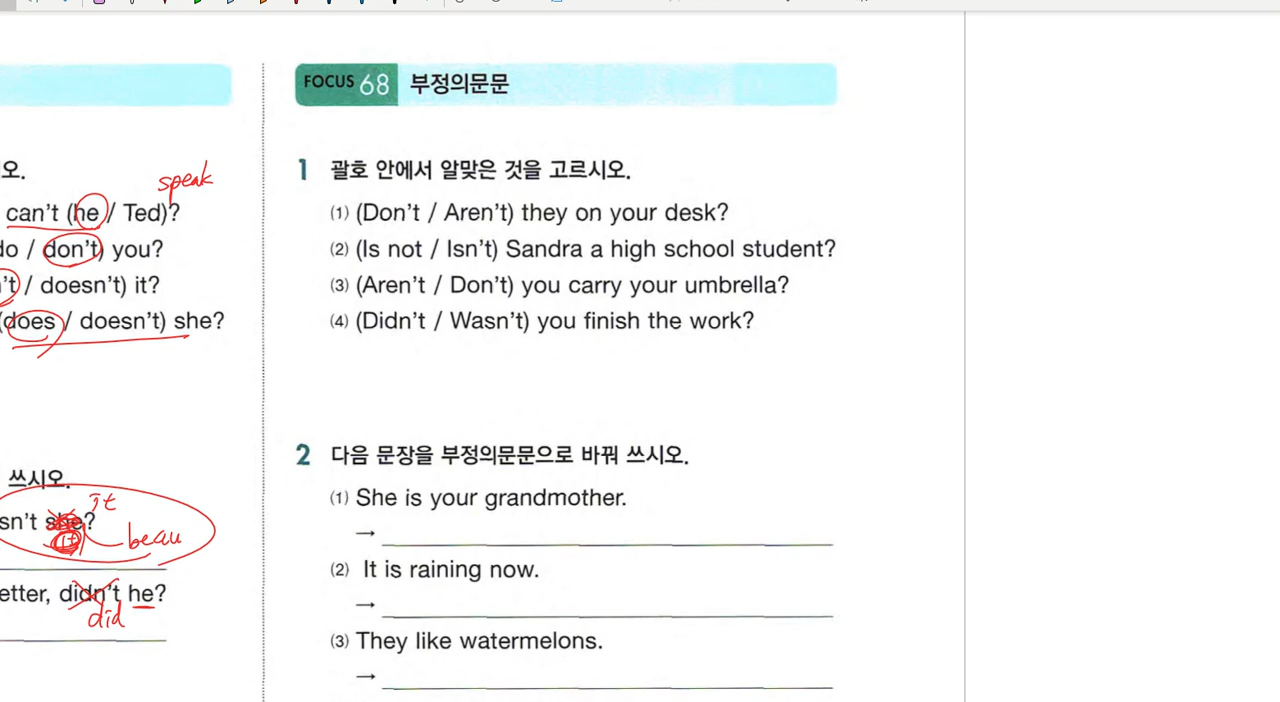 FOCUS 68 부정의문문
오.
speak
can't (he / Ted)?
do / don't) you?
't / doesn't) it?
(does / doesn't) she?
쓰시오.
it
sn't she?
it
beau
etter, didn't he?
did
1 괄호 안에서 알맞은 것을 고르시오.
(1) (Don't / Aren't) they on your desk?
(2) (Is not / Isn't) Sandra a high school student?
(3) (Aren't / Don't) you carry your umbrella?
(4) (Didn't / Wasn't) you finish the work?
2 다음 문장을 부정의문문으로 바꿔 쓰시오.
(1) She is your grandmother.
→
(2) It is raining now.
→
(3) They like watermelons.
→